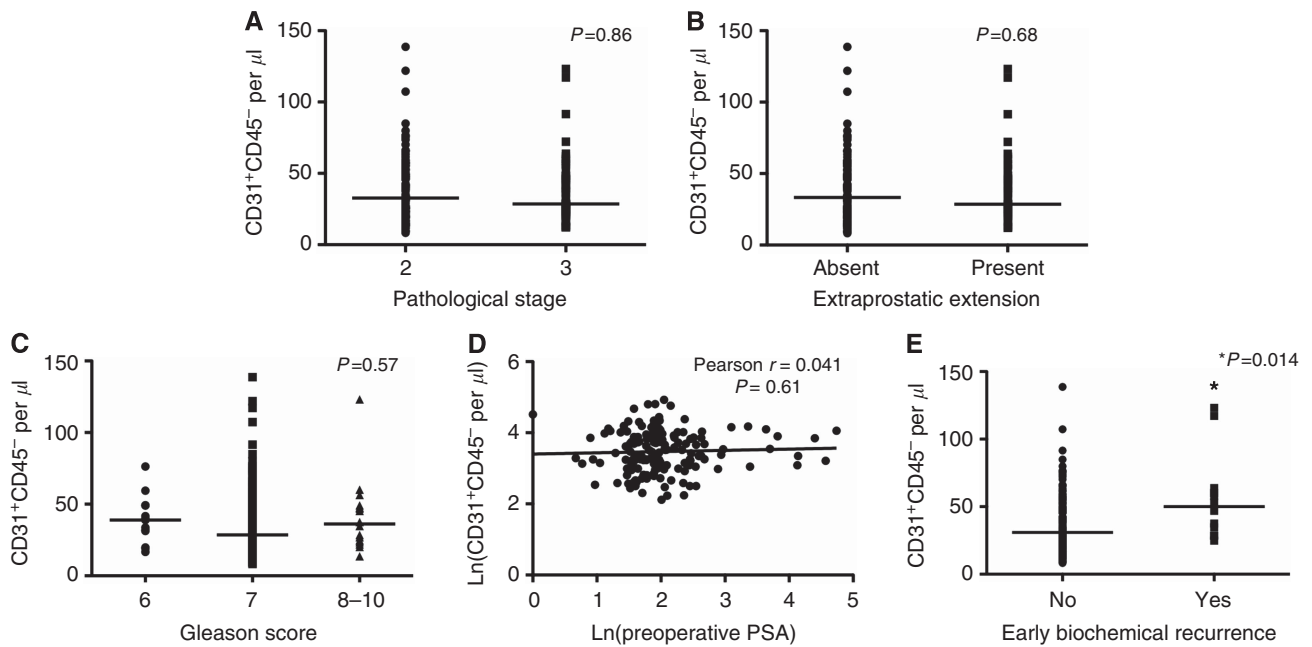 A
P=0.86
CD31⁺CD45⁻ per µl
150
100
50
0
2
3
Pathological stage
B
P=0.68
CD31⁺CD45⁻ per µl
150
100
50
0
Absent
Present
Extraprostatic extension
C
P=0.57
CD31⁺CD45⁻ per µl
150
100
50
0
6
7
8–10
Gleason score
D
Pearson r = 0.041
P = 0.61
Ln(CD31⁺CD45⁻ per µl)
6
4
2
0
0
1
2
3
4
5
Ln(preoperative PSA)
E
*P=0.014
*
CD31⁺CD45⁻ per µl
150
100
50
0
No
Yes
Early biochemical recurrence